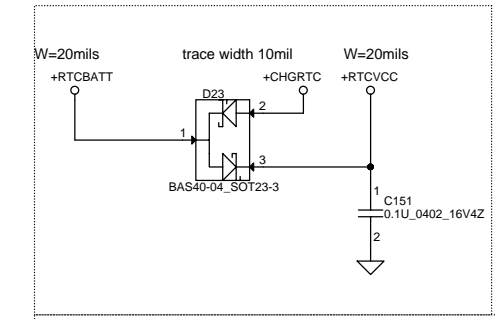 W=20mils trace width 10mil W=20mils
+RTCBATT +CHGRTC +RTCVCC
D23
2
1
3
BAS40-04_SOT23-3
1
C151
0.1U_0402_16V4Z
2